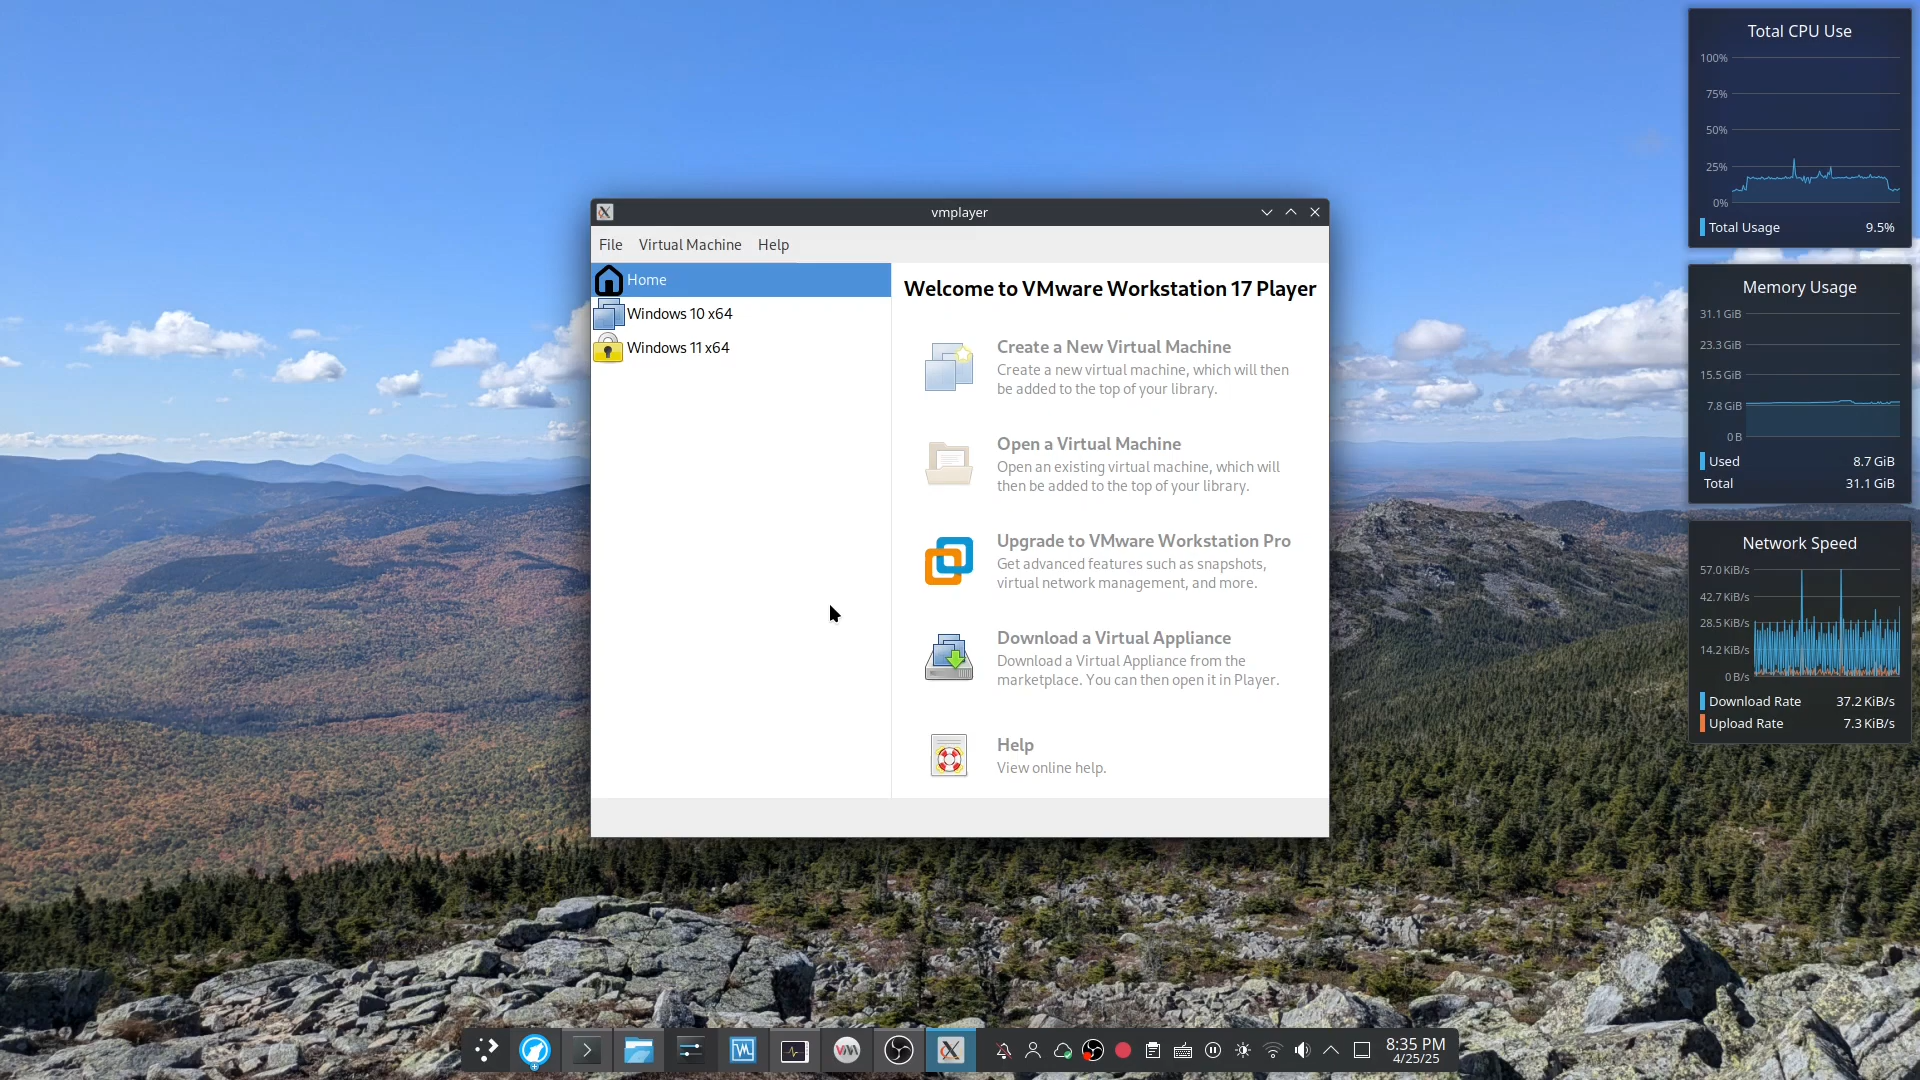 vmplayer
File Virtual Machine Help
Home
Windows 10 x64
Windows 11 x64
Welcome to VMware Workstation 17 Player
Create a New Virtual Machine
Create a new virtual machine, which will then
be added to the top of your library.
Open a Virtual Machine
Open an existing virtual machine, which will
then be added to the top of your library.
Upgrade to VMware Workstation Pro
Get advanced features such as snapshots,
virtual network management, and more.
Download a Virtual Appliance
Download a Virtual Appliance from the
marketplace. You can then open it in Player.
Help
View online help.
Total CPU Use
100%
75%
50%
25%
0%
Total Usage 9.5%
Memory Usage
31.1 GiB
23.3 GiB
15.5 GiB
7.8 GiB
0 B
Used 8.7 GiB
Total 31.1 GiB
Network Speed
57.0 KiB/s
42.7 KiB/s
28.5 KiB/s
14.2 KiB/s
0 B/s
Download Rate 37.2 KiB/s
Upload Rate 7.3 KiB/s
8:35 PM
4/25/25